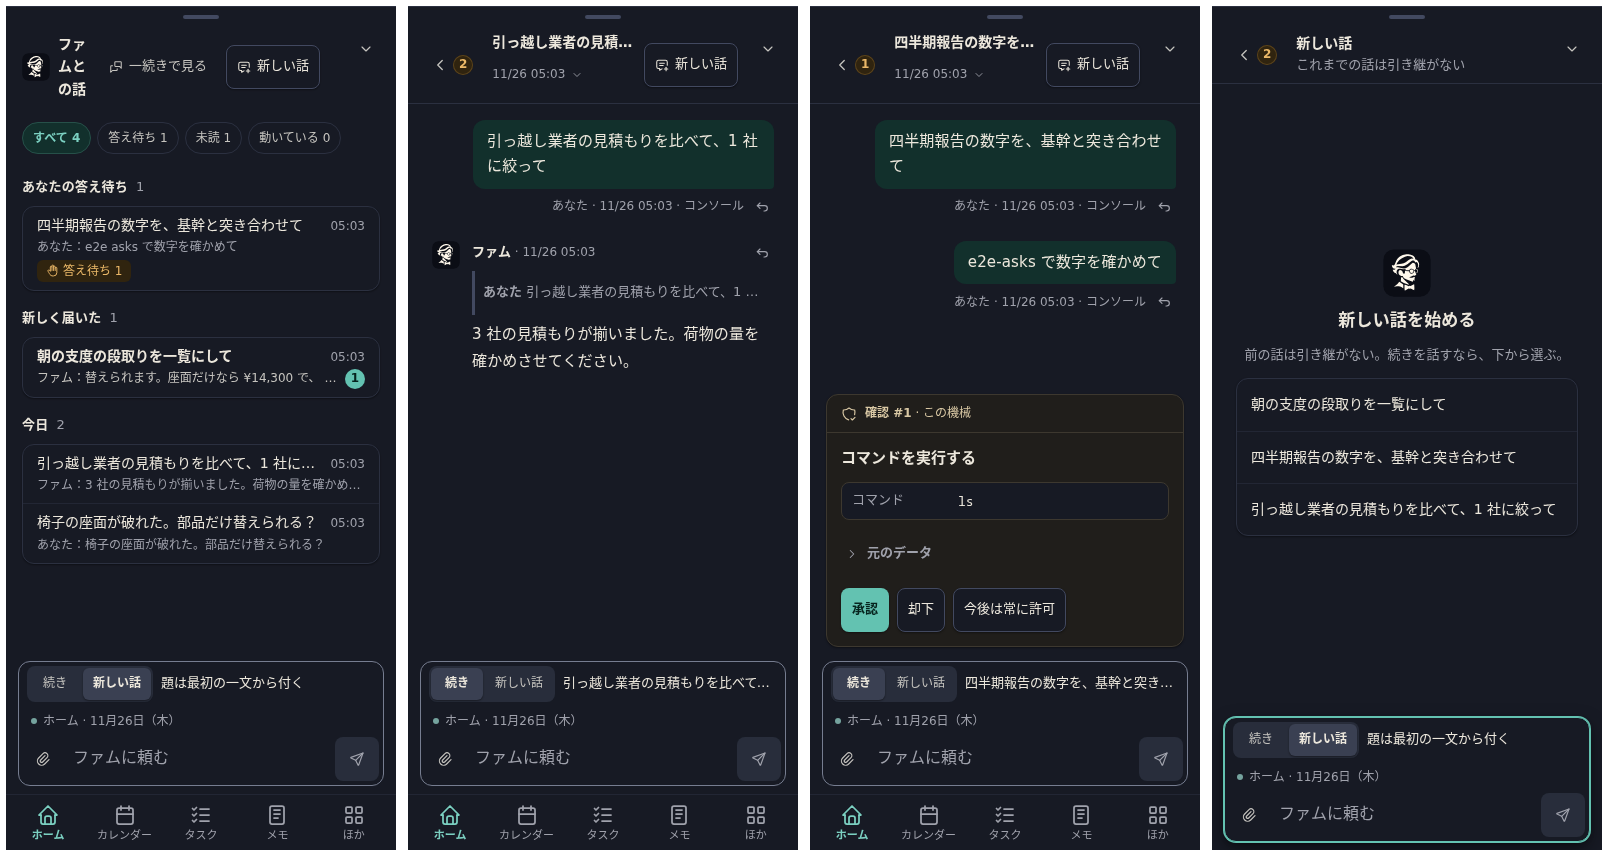 ファムとの話
一続きで見る
新しい話
すべて 4
答え待ち 1
未読 1
動いている 0
あなたの答え待ち 1
四半期報告の数字を、基幹と突き合わせて 05:03
あなた：e2e asks で数字を確かめて
答え待ち 1
新しく届いた 1
朝の支度の段取りを一覧にして 05:03
ファム：替えられます。座面だけなら ¥14,300 で、 … 1
今日 2
引っ越し業者の見積もりを比べて、1 社に… 05:03
ファム：3 社の見積もりが揃いました。荷物の量を確かめ…
椅子の座面が破れた。部品だけ替えられる？ 05:03
あなた：椅子の座面が破れた。部品だけ替えられる？
続き 新しい話 題は最初の一文から付く
ホーム · 11月26日（木）
ファムに頼む
ホーム カレンダー タスク メモ ほか
2
引っ越し業者の見積…
11/26 05:03
新しい話
引っ越し業者の見積もりを比べて、1 社
に絞って
あなた · 11/26 05:03 · コンソール
ファム · 11/26 05:03
あなた 引っ越し業者の見積もりを比べて、1 …
3 社の見積もりが揃いました。荷物の量を
確かめさせてください。
続き 新しい話 引っ越し業者の見積もりを比べて…
ホーム · 11月26日（木）
ファムに頼む
ホーム カレンダー タスク メモ ほか
1
四半期報告の数字を…
11/26 05:03
新しい話
四半期報告の数字を、基幹と突き合わせ
て
あなた · 11/26 05:03 · コンソール
e2e-asks で数字を確かめて
あなた · 11/26 05:03 · コンソール
確認 #1 · この機械
コマンドを実行する
コマンド ls
元のデータ
承認 却下 今後は常に許可
続き 新しい話 四半期報告の数字を、基幹と突き…
ホーム · 11月26日（木）
ファムに頼む
ホーム カレンダー タスク メモ ほか
2
新しい話
これまでの話は引き継がない
新しい話を始める
前の話は引き継がない。続きを話すなら、下から選ぶ。
朝の支度の段取りを一覧にして
四半期報告の数字を、基幹と突き合わせて
引っ越し業者の見積もりを比べて、1 社に絞って
続き 新しい話 題は最初の一文から付く
ホーム · 11月26日（木）
ファムに頼む